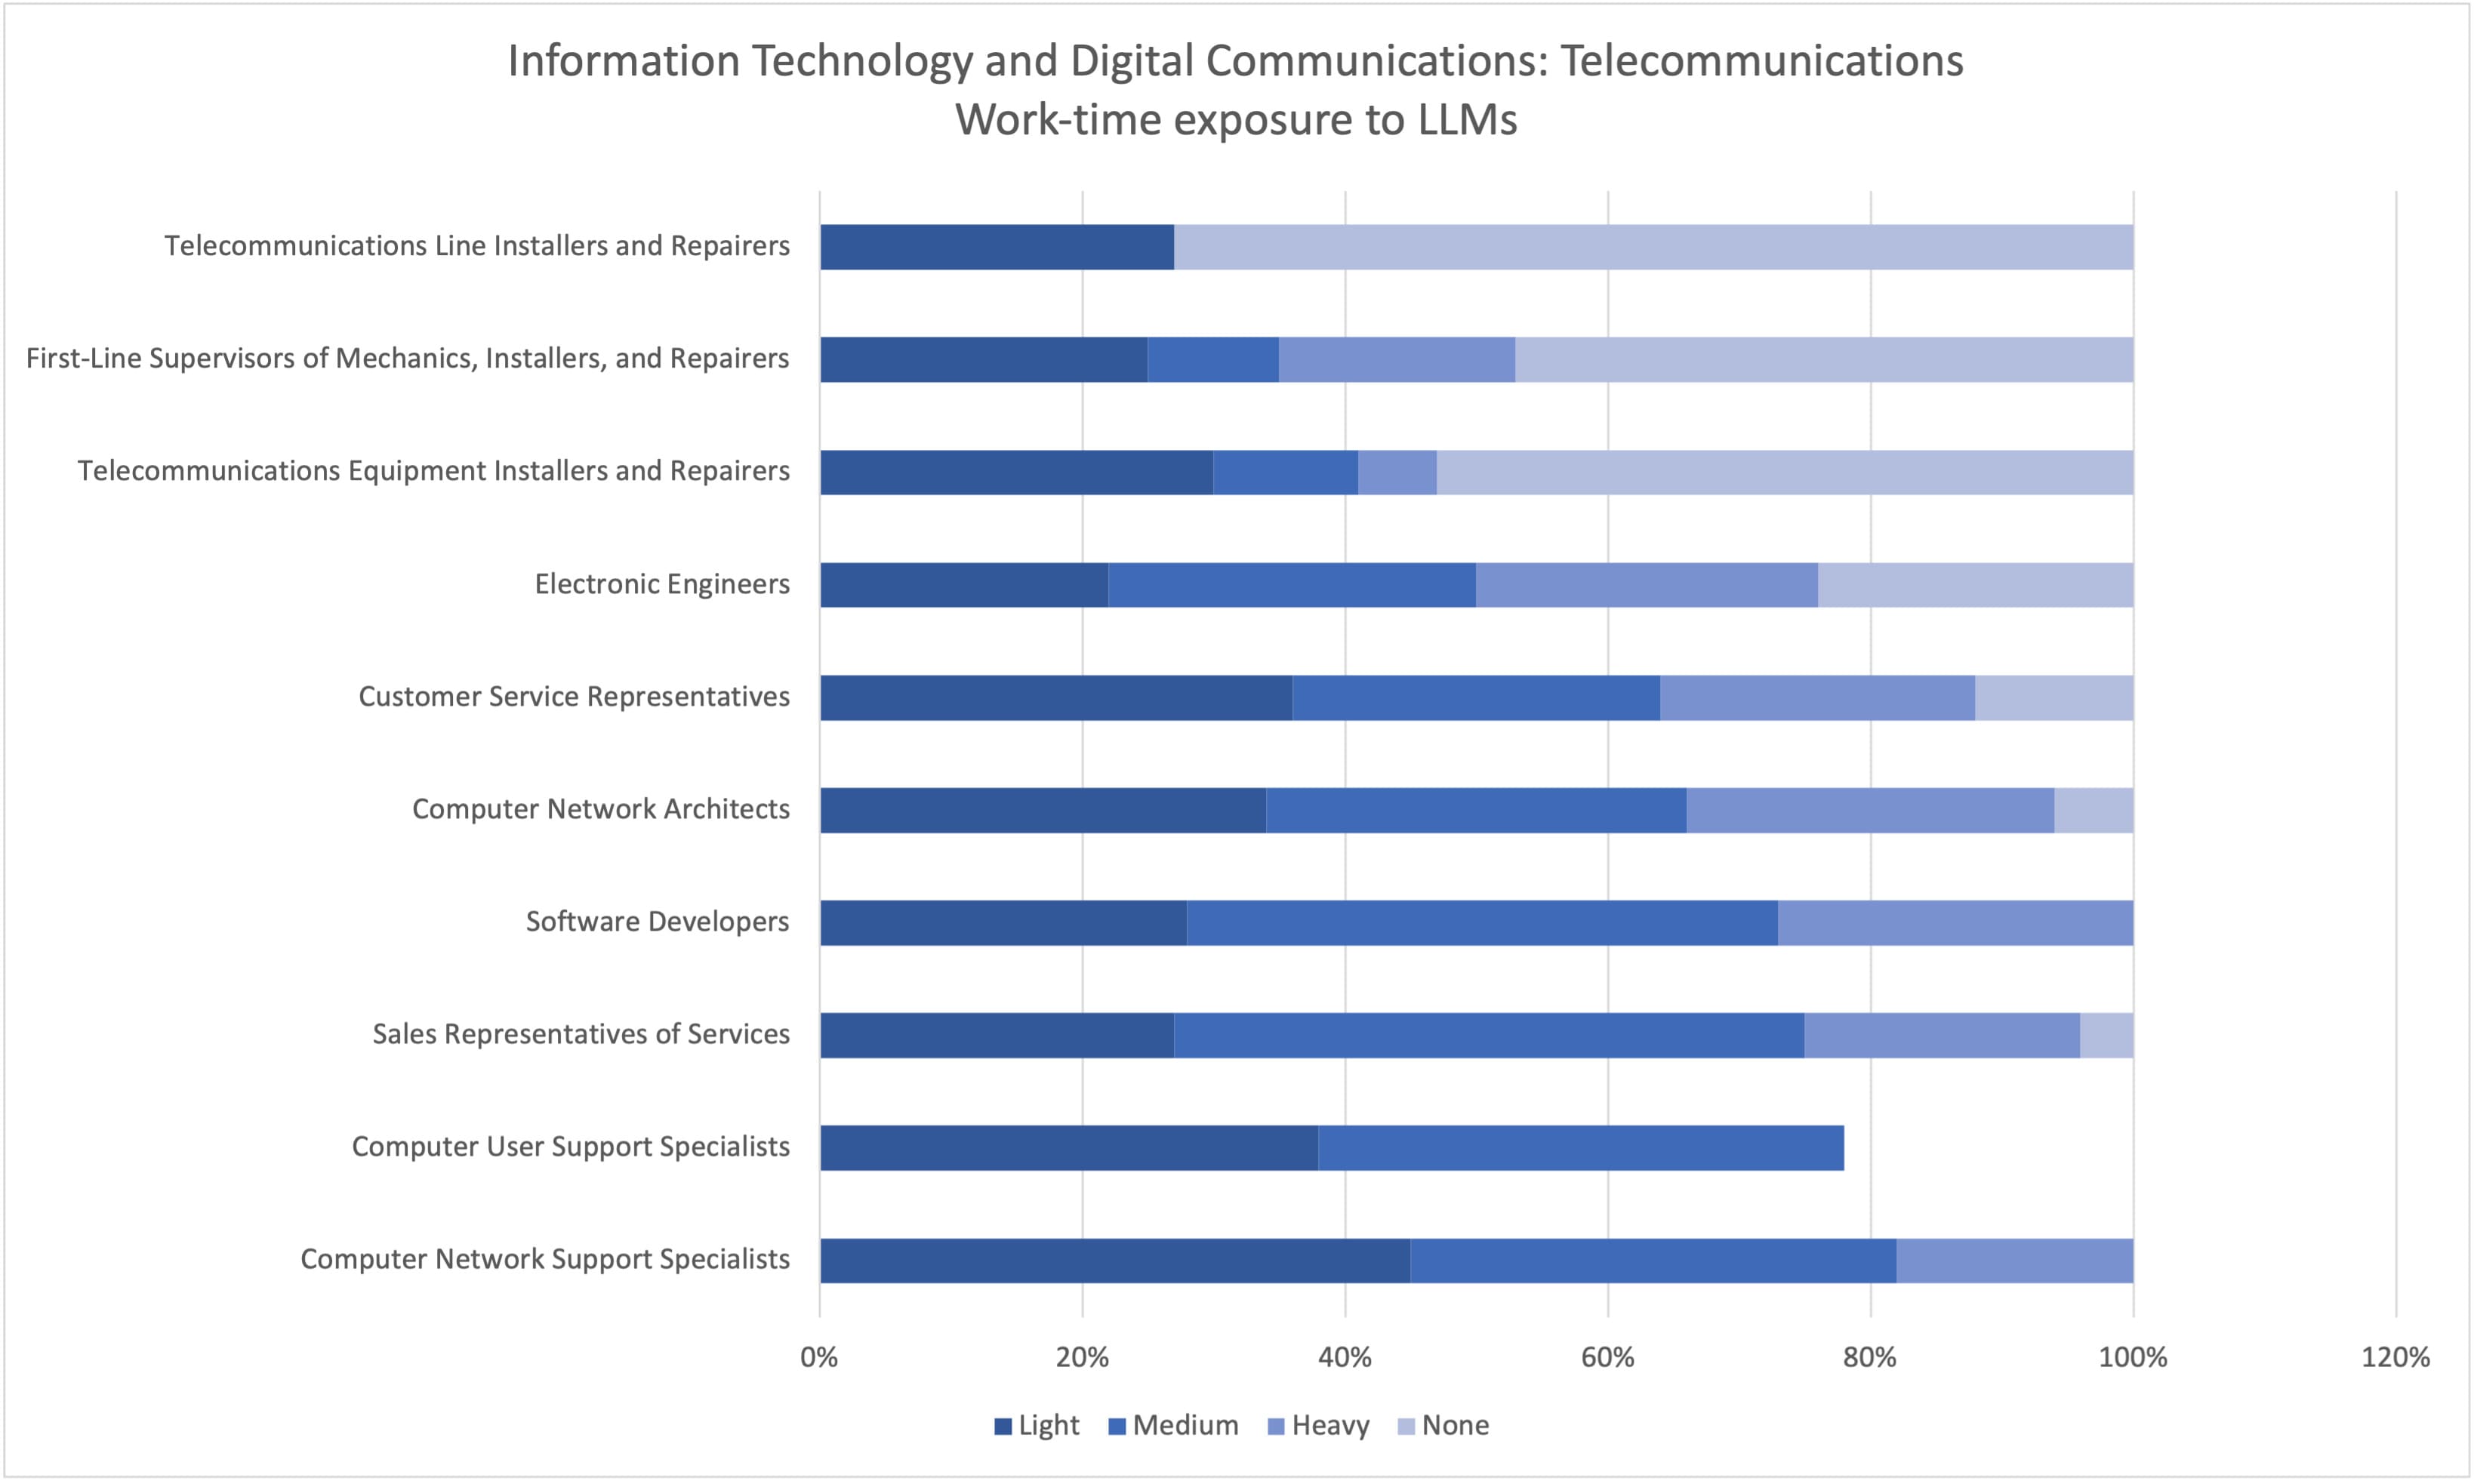 Information Technology and Digital Communications: Telecommunications
Work-time exposure to LLMs
Telecommunications Line Installers and Repairers
First-Line Supervisors of Mechanics, Installers, and Repairers
Telecommunications Equipment Installers and Repairers
Electronic Engineers
Customer Service Representatives
Computer Network Architects
Software Developers
Sales Representatives of Services
Computer User Support Specialists
Computer Network Support Specialists
0% 20% 40% 60% 80% 100% 120%
Light Medium Heavy None